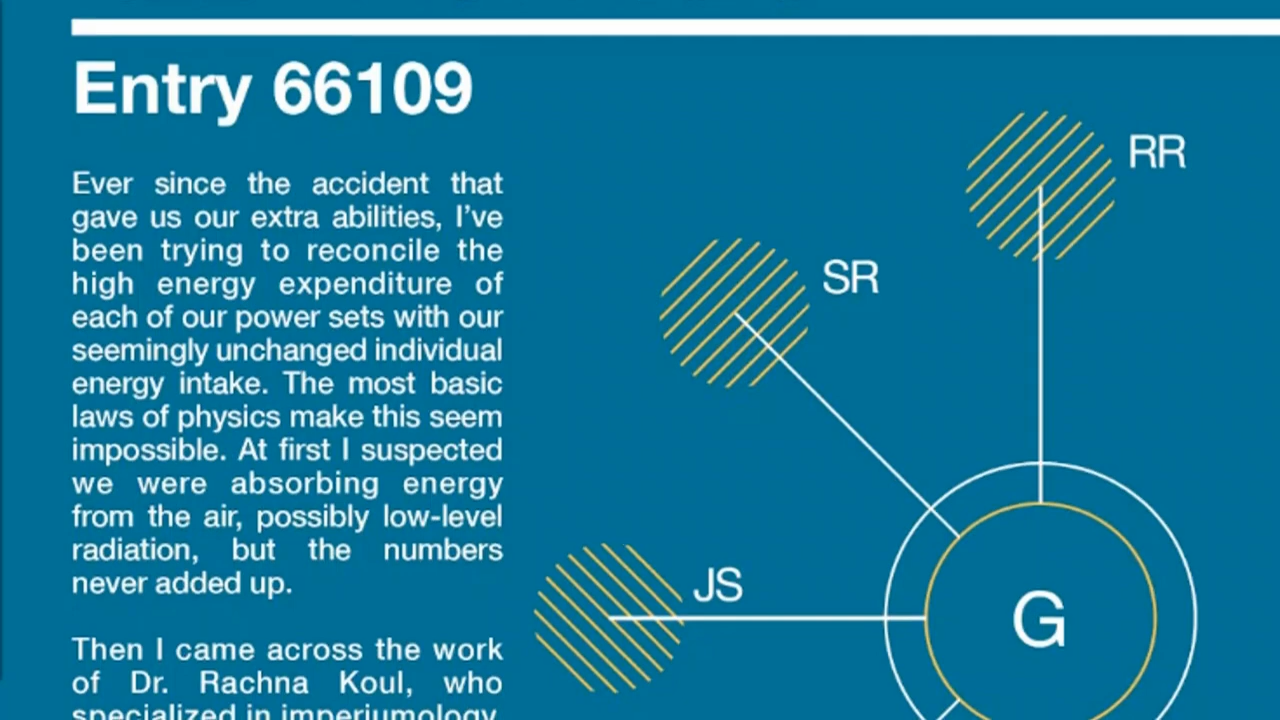 Entry 66109
Ever since the accident that
gave us our extra abilities, I’ve
been trying to reconcile the
high energy expenditure of
each of our power sets with our
seemingly unchanged individual
energy intake. The most basic
laws of physics make this seem
impossible. At first I suspected
we were absorbing energy
from the air, possibly low-level
radiation, but the numbers
never added up.
Then I came across the work
of Dr. Rachna Koul, who
specialized in imperiumology,
RR
SR
JS
G